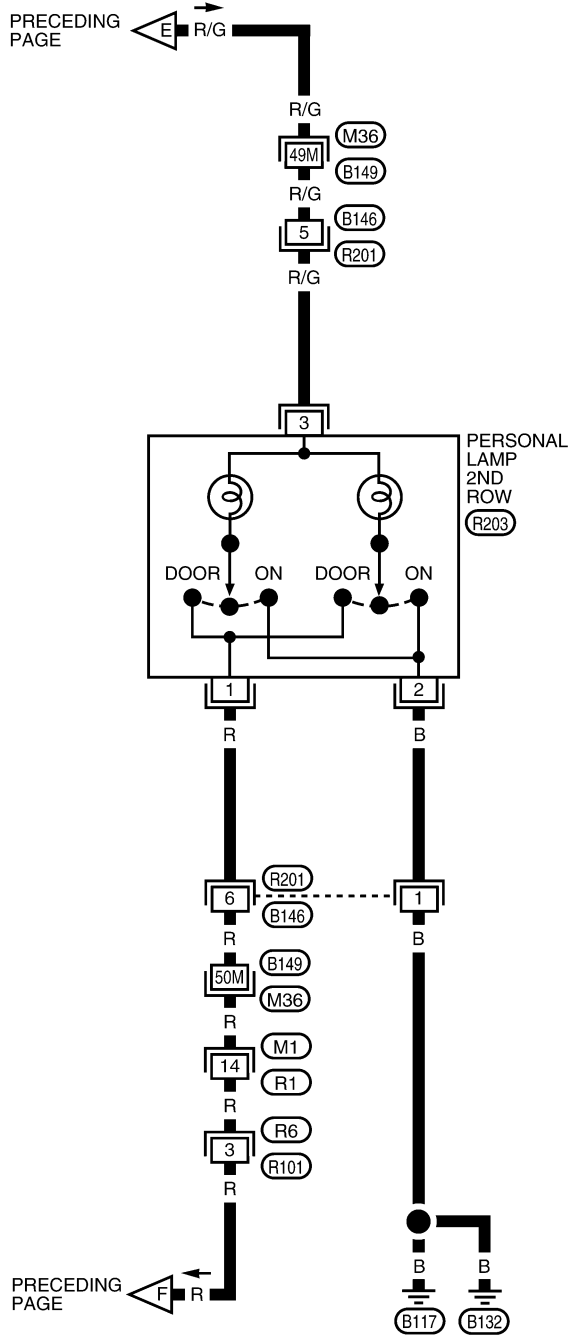 PRECEDING
PAGE
E
R/G
R/G
49M
M36
B149
R/G
5
B146
R201
R/G
3
PERSONAL
LAMP
2ND
ROW
R203
DOOR
ON
DOOR
ON
1
2
R
B
6
R201
B146
1
R
B
50M
B149
M36
R
14
M1
R1
R
3
R6
R101
R
B
B
PRECEDING
PAGE
F
R
B117
B132